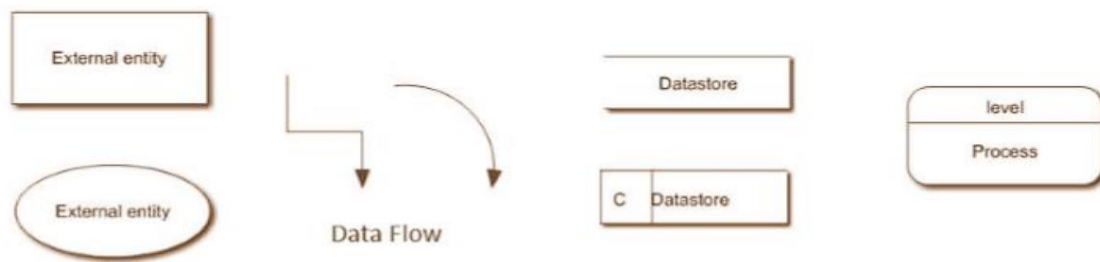 External entity
External entity
Data Flow
Datastore
C Datastore
level
Process